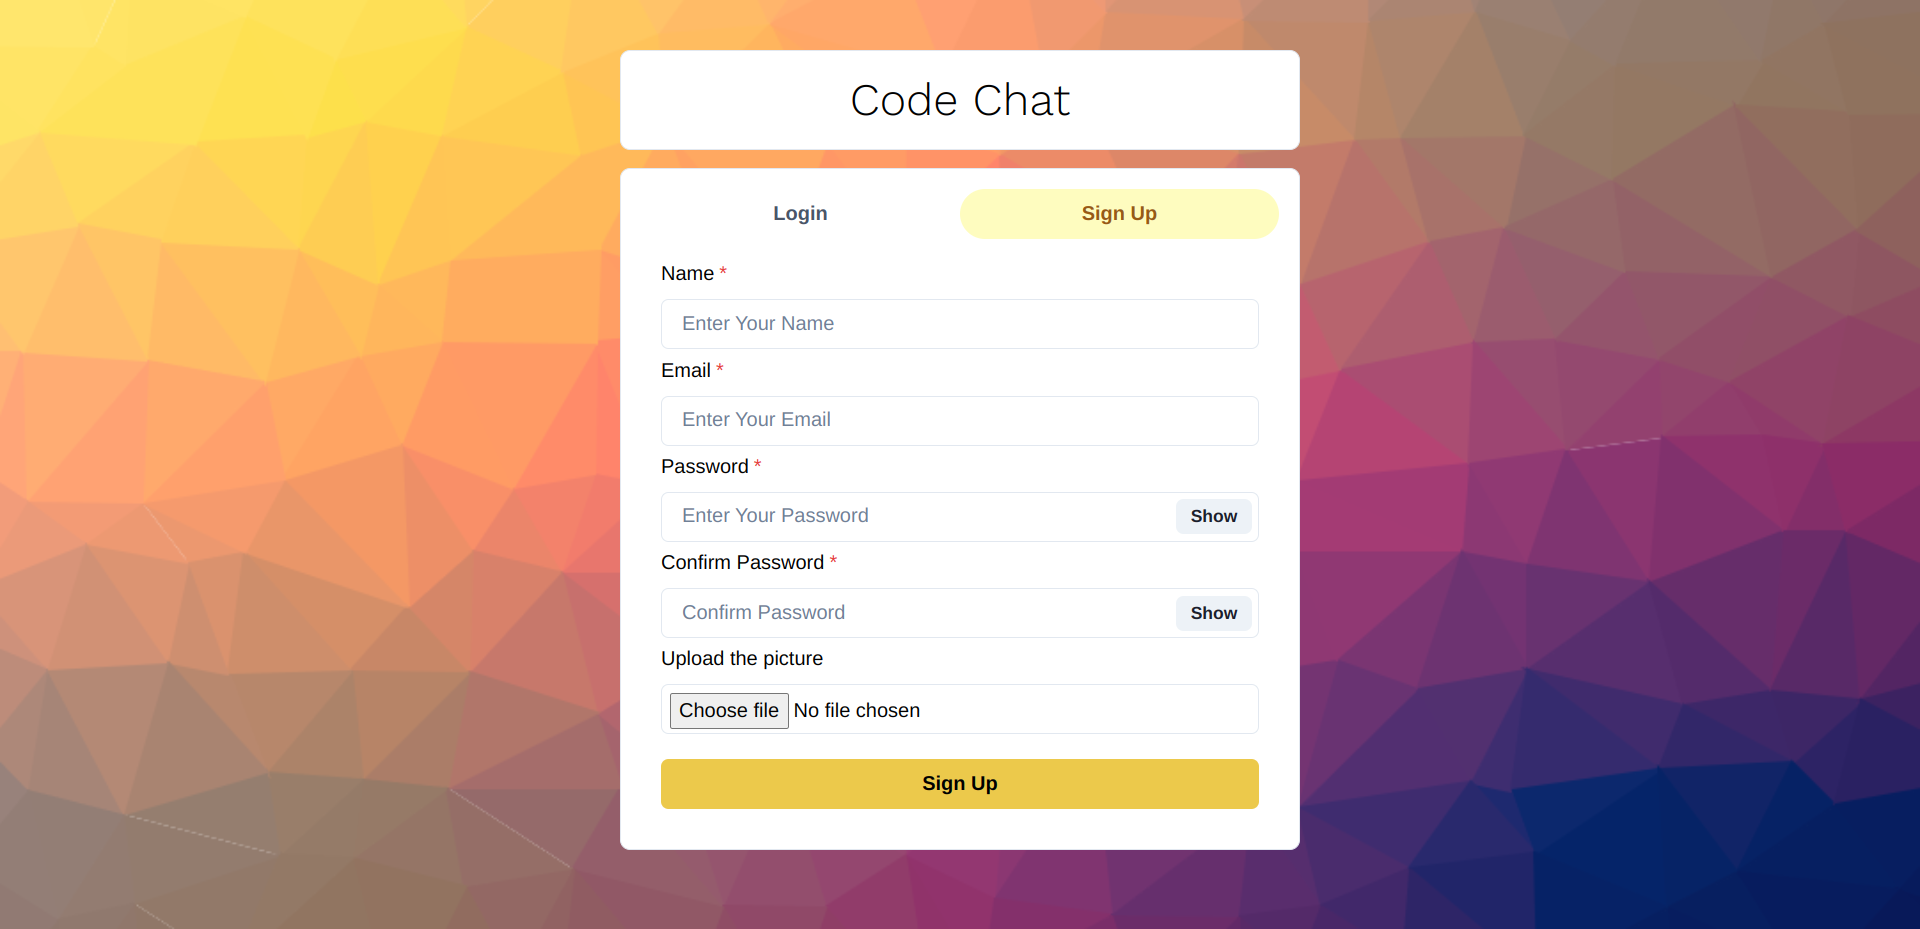 Code Chat
Login Sign Up
Name *
Enter Your Name
Email *
Enter Your Email
Password *
Enter Your Password Show
Confirm Password *
Confirm Password Show
Upload the picture
Choose file No file chosen
Sign Up